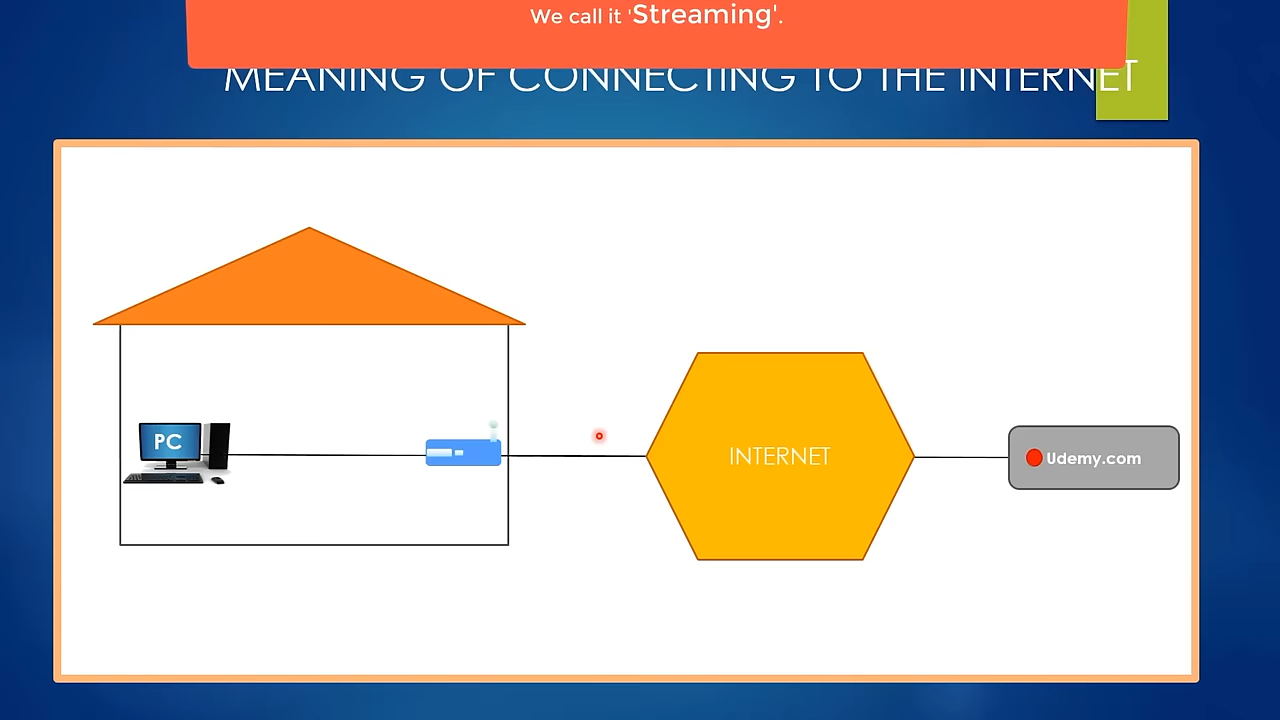 We call it 'Streaming'.
MEANING OF CONNECTING TO THE INTERNET
PC
INTERNET
Udemy.com